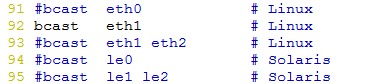 91 #bcast  eth0              # Linux
92 bcast   eth1              # Linux
93 #bcast  eth1 eth2         # Linux
94 #bcast  le0               # Solaris
95 #bcast  le1 le2           # Solaris